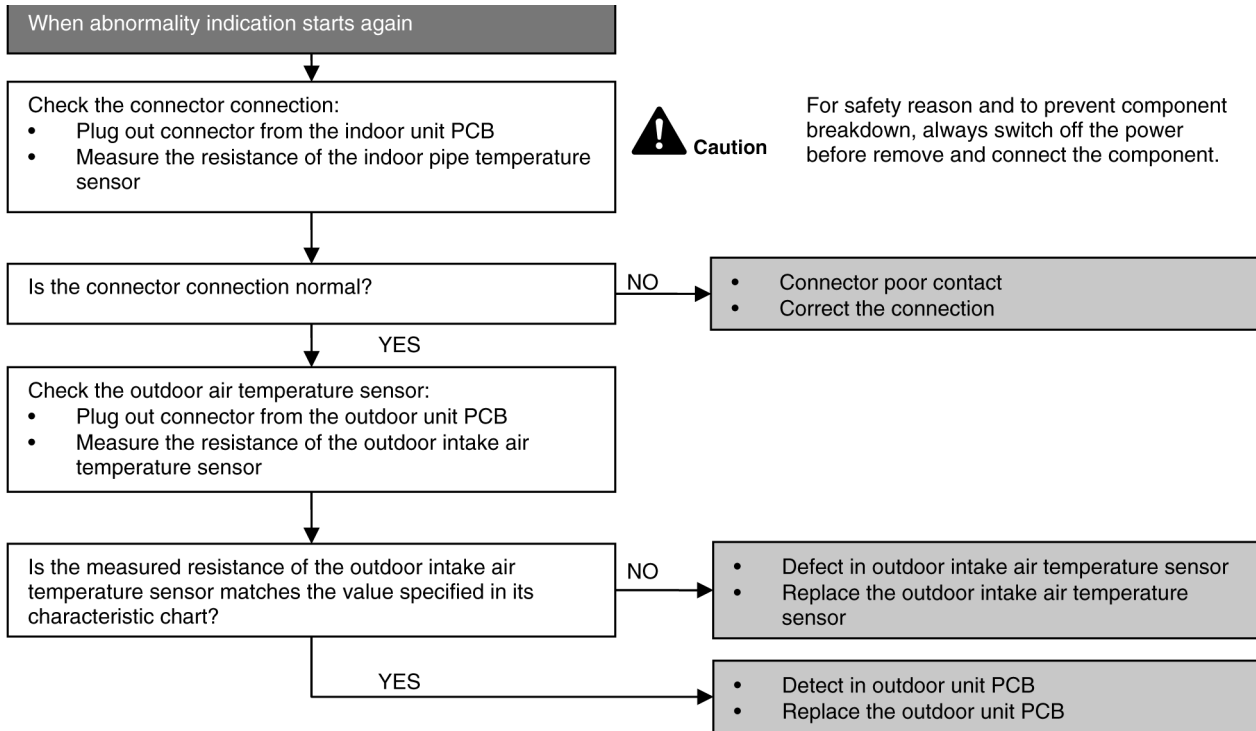 When abnormality indication starts again
Check the connector connection:
• Plug out connector from the indoor unit PCB
• Measure the resistance of the indoor pipe temperature
sensor
Caution
For safety reason and to prevent component
breakdown, always switch off the power
before remove and connect the component.
Is the connector connection normal?
NO
• Connector poor contact
• Correct the connection
YES
Check the outdoor air temperature sensor:
• Plug out connector from the outdoor unit PCB
• Measure the resistance of the outdoor intake air
temperature sensor
Is the measured resistance of the outdoor intake air
temperature sensor matches the value specified in its
characteristic chart?
NO
• Defect in outdoor intake air temperature sensor
• Replace the outdoor intake air temperature
sensor
YES
• Detect in outdoor unit PCB
• Replace the outdoor unit PCB